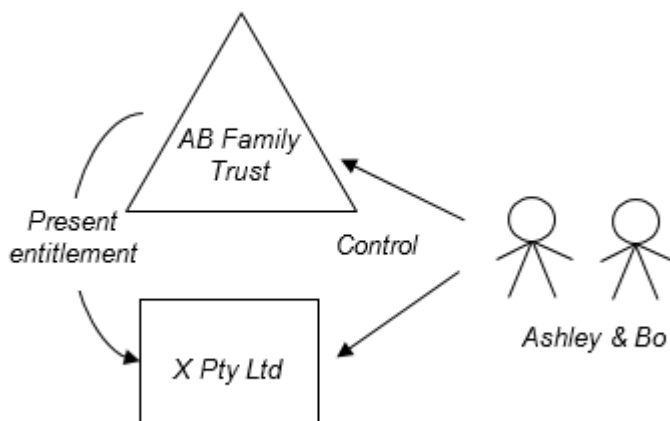 AB Family
Trust
Present
entitlement
Control
X Pty Ltd
Ashley & Bo